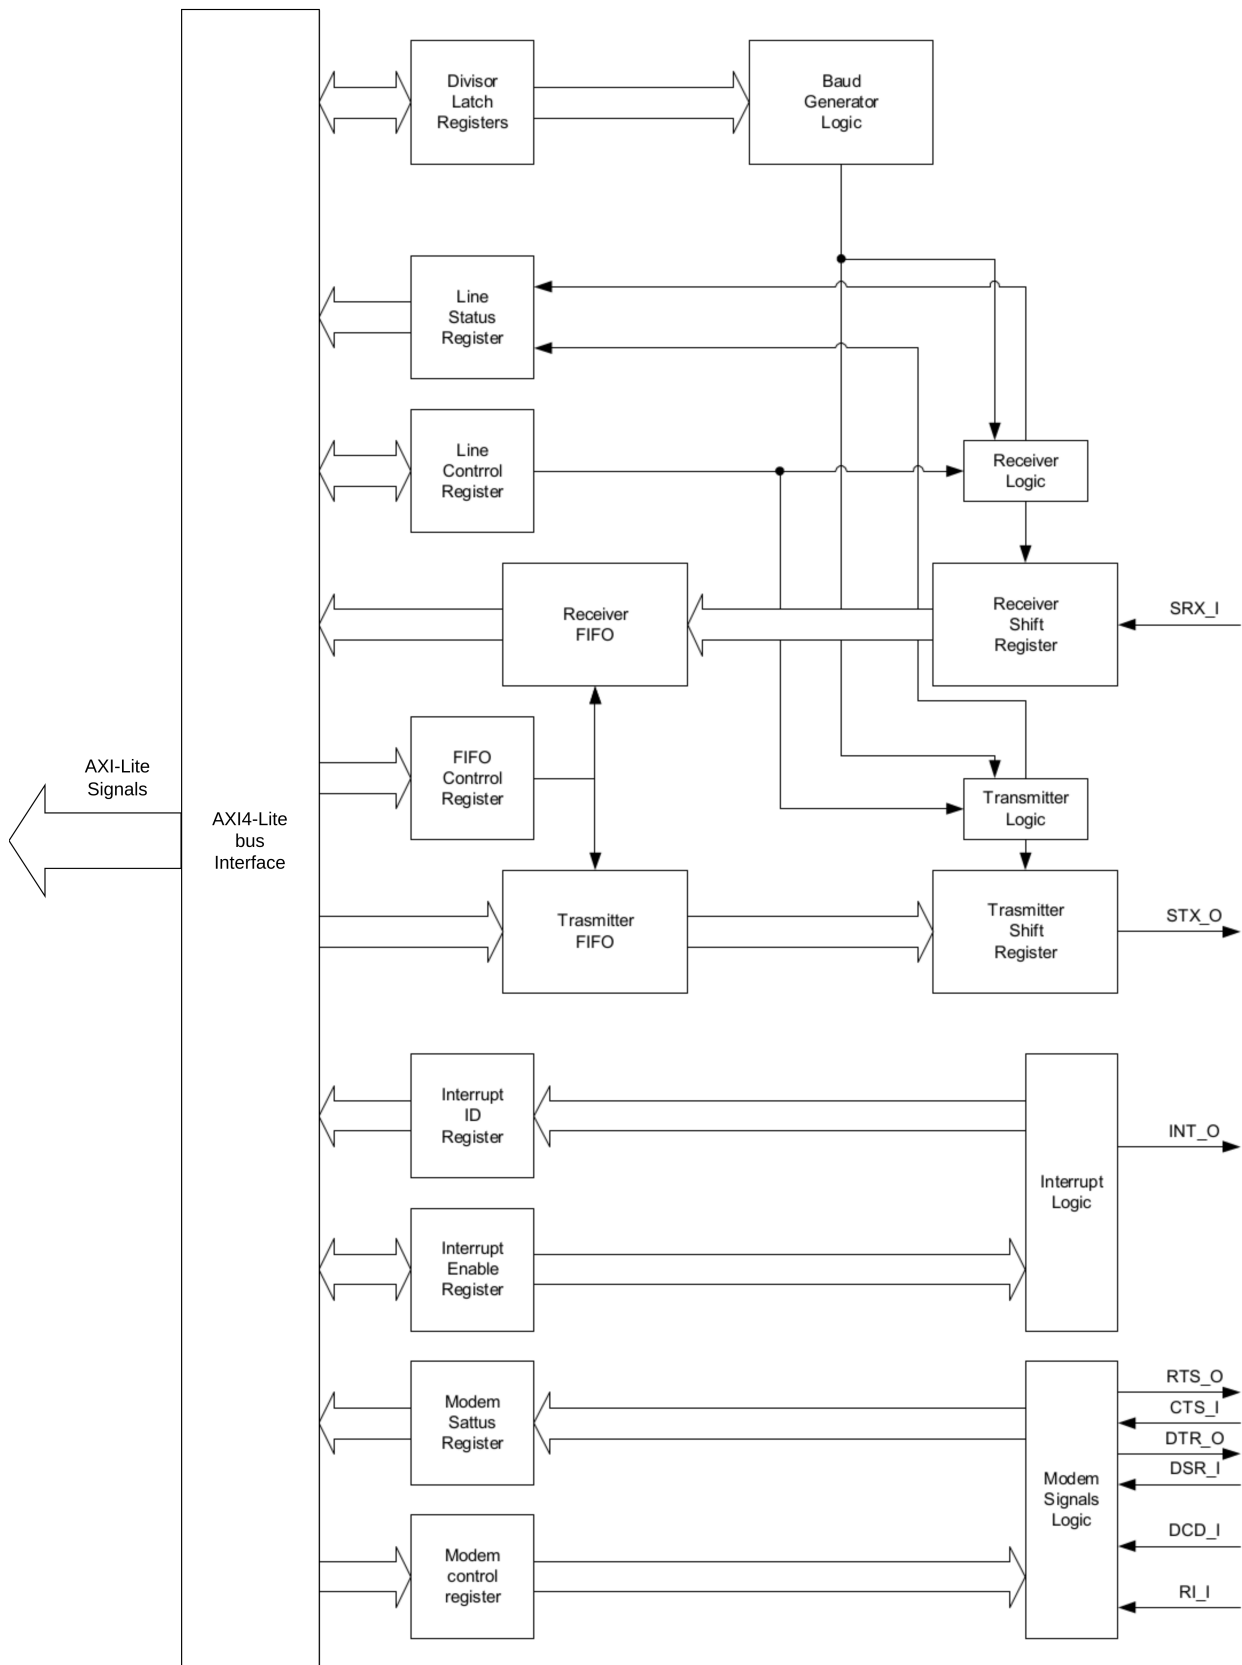 Divisor
Latch
Registers
Baud
Generator
Logic
Line
Status
Register
Line
Contrrol
Register
Receiver
Logic
Receiver
FIFO
Receiver
Shift
Register
SRX_I
FIFO
Contrrol
Register
AXI-Lite
Signals
AXI4-Lite
bus
Interface
Transmitter
Logic
Trasmitter
FIFO
Trasmitter
Shift
Register
STX_O
Interrupt
ID
Register
INT_O
Interrupt
Logic
Interrupt
Enable
Register
Modem
Sattus
Register
RTS_O
CTS_I
DTR_O
DSR_I
Modem
Signals
Logic
DCD_I
RI_I
Modem
control
register